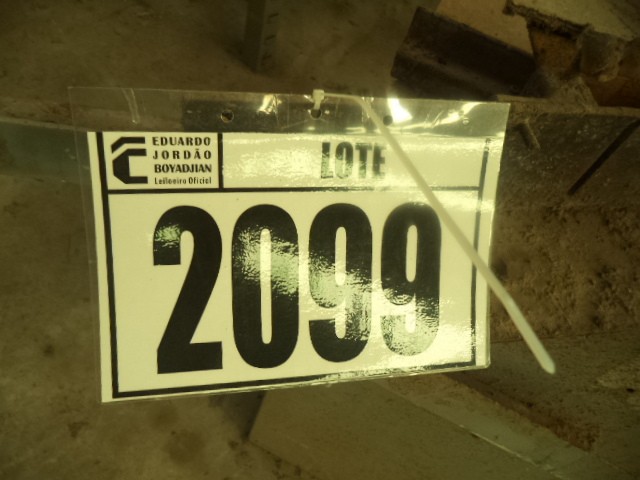 EDUARDO
JORDÃO
BOYADJIAN
Leiloeiro Oficial
LOTE
2099